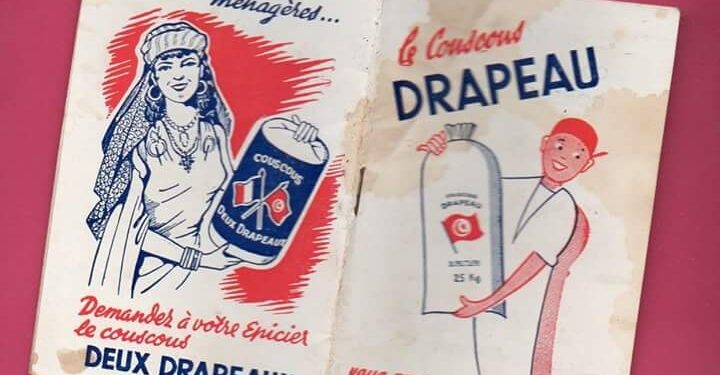 ménagères...
COUSCOUS
DEUX DRAPEAUX
Demandez à votre Epicier
le couscous
DEUX DRAPEAUX
le Couscous
DRAPEAU
DRAPEAU
25 Kg